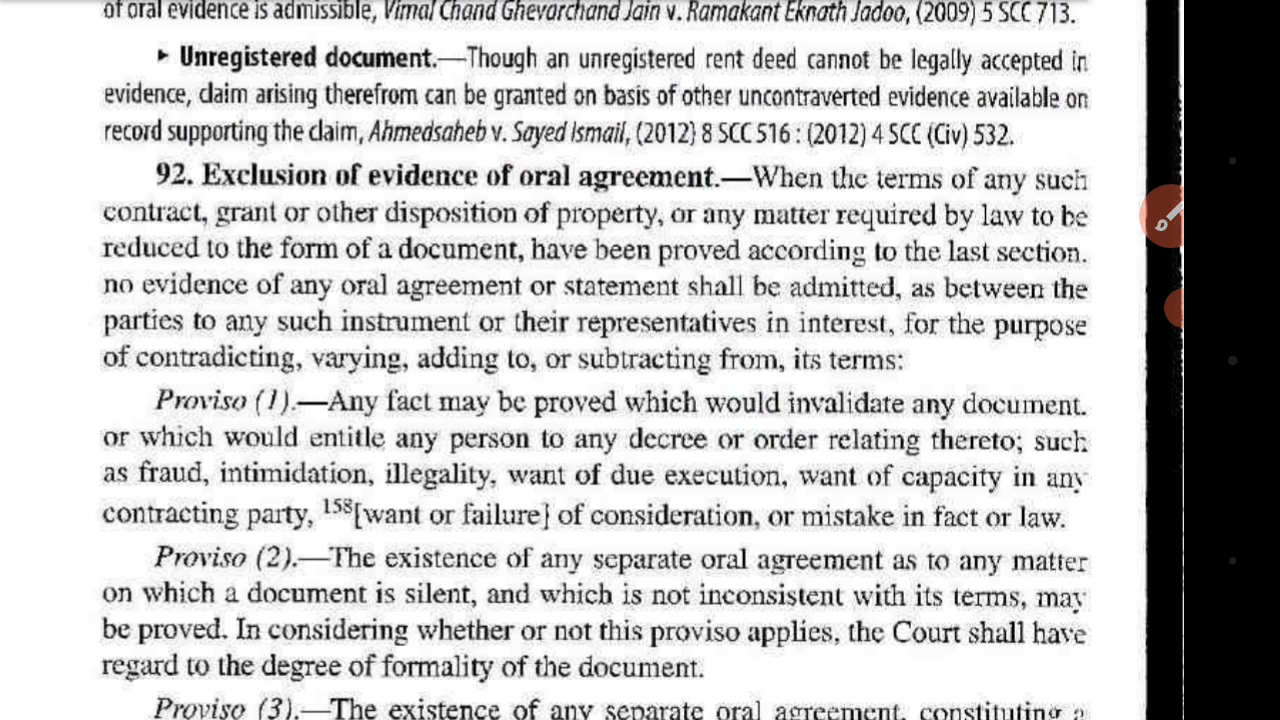 of oral evidence is admissible, Vimal Chand Ghevarchand Jain v. Ramakant Eknath Jadoo, (2009) 5 SCC 713.
▸ Unregistered document.—Though an unregistered rent deed cannot be legally accepted in
evidence, claim arising therefrom can be granted on basis of other uncontraverted evidence available on
record supporting the claim, Ahmedsaheb v. Sayed Ismail, (2012) 8 SCC 516 : (2012) 4 SCC (Civ) 532.
92. Exclusion of evidence of oral agreement.—When the terms of any such
contract, grant or other disposition of property, or any matter required by law to be
reduced to the form of a document, have been proved according to the last section.
no evidence of any oral agreement or statement shall be admitted, as between the
parties to any such instrument or their representatives in interest, for the purpose
of contradicting, varying, adding to, or subtracting from, its terms:
Proviso (1).—Any fact may be proved which would invalidate any document.
or which would entitle any person to any decree or order relating thereto; such
as fraud, intimidation, illegality, want of due execution, want of capacity in any
contracting party, 158[want or failure] of consideration, or mistake in fact or law.
Proviso (2).—The existence of any separate oral agreement as to any matter
on which a document is silent, and which is not inconsistent with its terms, may
be proved. In considering whether or not this proviso applies, the Court shall have
regard to the degree of formality of the document.
Proviso (3).—The existence of any separate oral agreement, constituting a